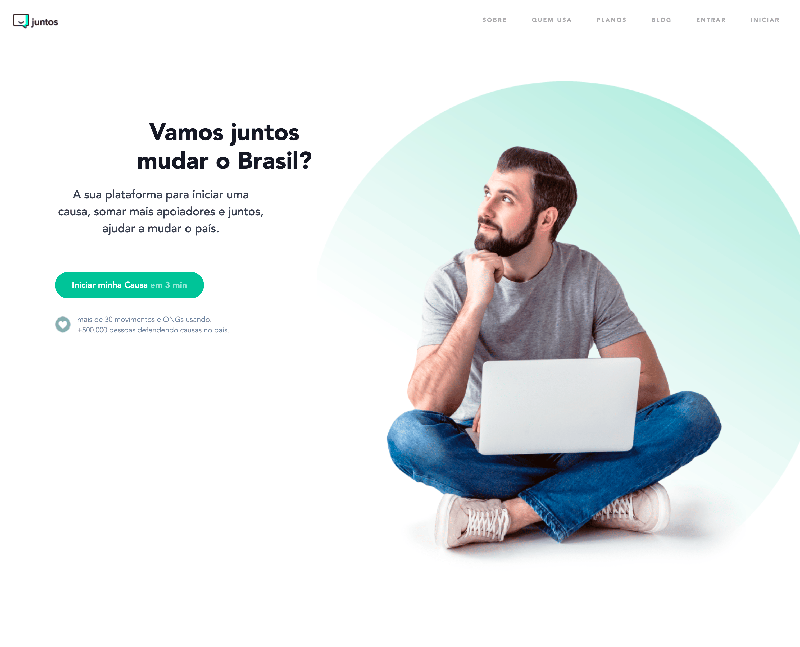 juntos
SOBRE
QUEM USA
PLANOS
BLOG
ENTRAR
INICIAR
Vamos juntos
mudar o Brasil?
A sua plataforma para iniciar uma
causa, somar mais apoiadores e juntos,
ajudar a mudar o país.
Iniciar minha Causa em 3 min
mais de 30 movimentos e ONGs usando.
+500.000 pessoas defendendo causas no país